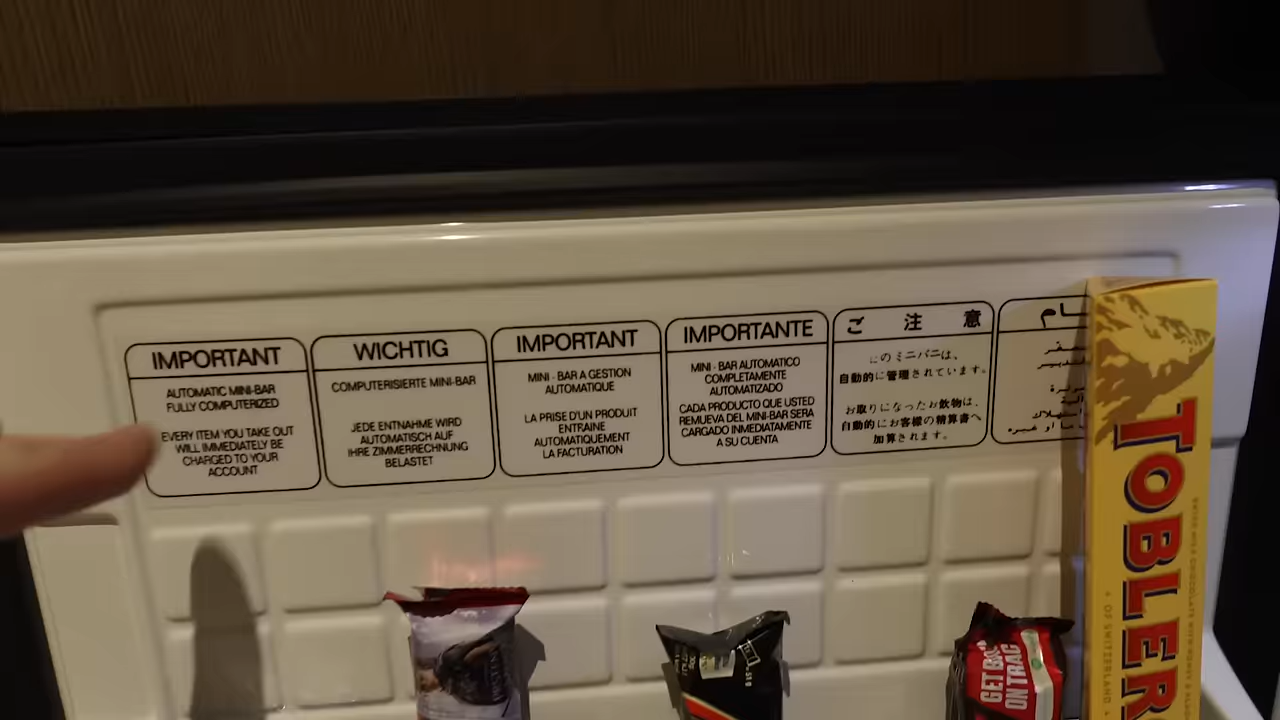 IMPORTANT
AUTOMATIC MINI-BAR
FULLY COMPUTERIZED
EVERY ITEM YOU TAKE OUT
WILL IMMEDIATELY BE
CHARGED TO YOUR
ACCOUNT
WICHTIG
COMPUTERISIERTE MINI-BAR
JEDE ENTNAHME WIRD
AUTOMATISCH AUF
IHRE ZIMMERRECHNUNG
BELASTET
IMPORTANT
MINI - BAR A GESTION
AUTOMATIQUE
LA PRISE D'UN PRODUIT
ENTRAINE
AUTOMATIQUEMENT
LA FACTURATION
IMPORTANTE
MINI - BAR AUTOMATICO
COMPLETAMENTE
AUTOMATIZADO
CADA PRODUCTO QUE USTED
REMUEVA DEL MINI-BAR SERA
CARGADO INMEDIATAMENTE
A SU CUENTA
ご 注 意
このミニバーは、
自動的に管理されています。
お取りになったお飲物は、
自動的にお客様の精算書へ
加算されます。
GET BA
ON TRAC
TOBLER
OF SWITZERLAND